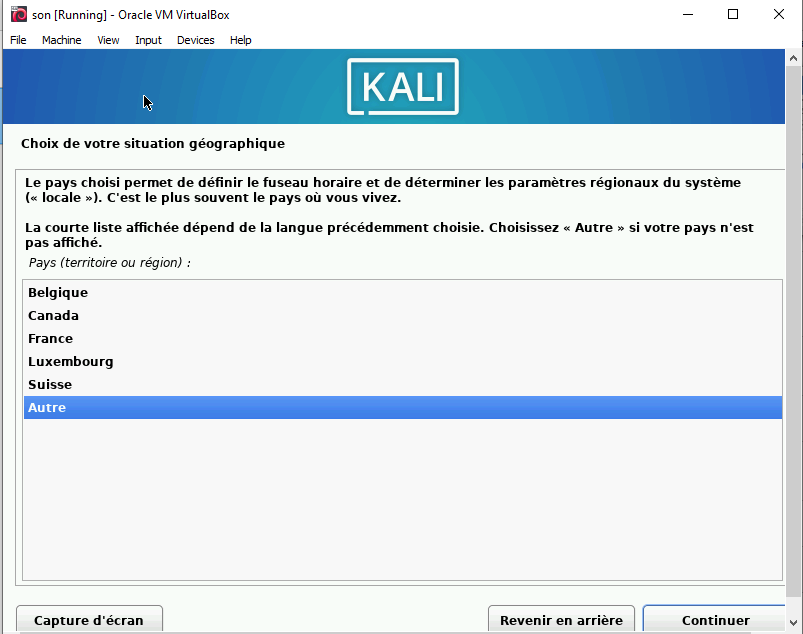 son [Running] - Oracle VM VirtualBox
File Machine View Input Devices Help
KALI
Choix de votre situation géographique
Le pays choisi permet de définir le fuseau horaire et de déterminer les paramètres régionaux du système
(« locale »). C'est le plus souvent le pays où vous vivez.
La courte liste affichée dépend de la langue précédemment choisie. Choisissez « Autre » si votre pays n'est
pas affiché.
Pays (territoire ou région) :
Belgique
Canada
France
Luxembourg
Suisse
Autre
Capture d'écran Revenir en arrière Continuer